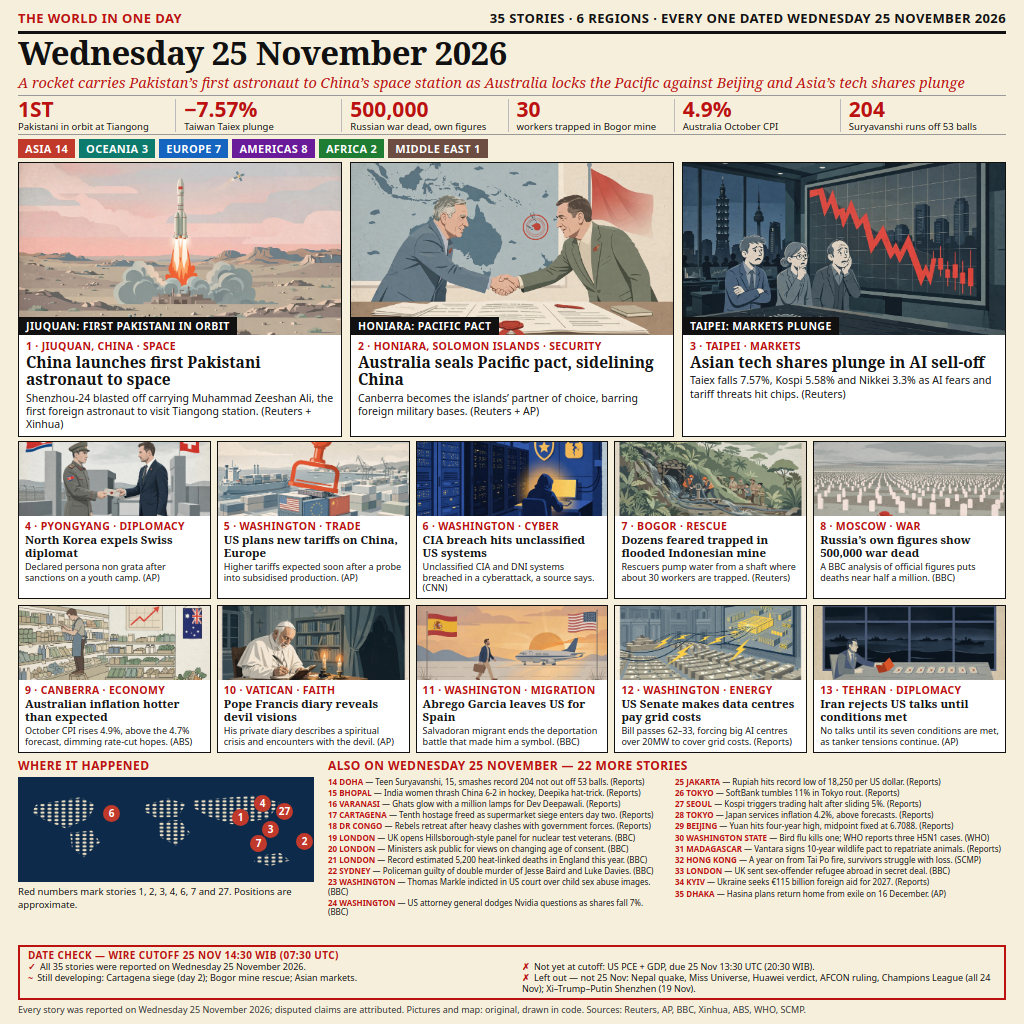 THE WORLD IN ONE DAY
35 STORIES · 6 REGIONS · EVERY ONE DATED WEDNESDAY 25 NOVEMBER 2026
Wednesday 25 November 2026
A rocket carries Pakistan’s first astronaut to China’s space station as Australia locks the Pacific against Beijing and Asia’s tech shares plunge
1ST
Pakistani in orbit at Tiangong
−7.57%
Taiwan Taiex plunge
500,000
Russian war dead, own figures
30
workers trapped in Bogor mine
4.9%
Australia October CPI
204
Suryavanshi runs off 53 balls
ASIA 14
OCEANIA 3
EUROPE 7
AMERICAS 8
AFRICA 2
MIDDLE EAST 1
JIUQUAN: FIRST PAKISTANI IN ORBIT
1 · JIUQUAN, CHINA · SPACE
China launches first Pakistani
astronaut to space
Shenzhou-24 blasted off carrying Muhammad Zeeshan Ali, the
first foreign astronaut to visit Tiangong station. (Reuters +
Xinhua)
HONIARA: PACIFIC PACT
2 · HONIARA, SOLOMON ISLANDS · SECURITY
Australia seals Pacific pact, sidelining
China
Canberra becomes the islands’ partner of choice, barring
foreign military bases. (Reuters + AP)
TAIPEI: MARKETS PLUNGE
3 · TAIPEI · MARKETS
Asian tech shares plunge in AI sell-off
Taiex falls 7.57%, Kospi 5.58% and Nikkei 3.3% as AI fears and
tariff threats hit chips. (Reuters)
4 · PYONGYANG · DIPLOMACY
North Korea expels Swiss
diplomat
Declared persona non grata after
sanctions on a youth camp. (AP)
5 · WASHINGTON · TRADE
US plans new tariffs on China,
Europe
Higher tariffs expected soon after a probe
into subsidised production. (AP)
6 · WASHINGTON · CYBER
CIA breach hits unclassified
US systems
Unclassified CIA and DNI systems
breached in a cyberattack, a source says.
(CNN)
7 · BOGOR · RESCUE
Dozens feared trapped in
flooded Indonesian mine
Rescuers pump water from a shaft where
about 30 workers are trapped. (Reuters)
8 · MOSCOW · WAR
Russia’s own figures show
500,000 war dead
A BBC analysis of official figures puts
deaths near half a million. (BBC)
9 · CANBERRA · ECONOMY
Australian inflation hotter
than expected
October CPI rises 4.9%, above the 4.7%
forecast, dimming rate-cut hopes. (ABS)
10 · VATICAN · FAITH
Pope Francis diary reveals
devil visions
His private diary describes a spiritual
crisis and encounters with the devil. (AP)
11 · WASHINGTON · MIGRATION
Abrego Garcia leaves US for
Spain
Salvadoran migrant ends the deportation
battle that made him a symbol. (BBC)
12 · WASHINGTON · ENERGY
US Senate makes data centres
pay grid costs
Bill passes 62–33, forcing big AI centres
over 20MW to cover grid costs. (Reports)
13 · TEHRAN · DIPLOMACY
Iran rejects US talks until
conditions met
No talks until its seven conditions are met,
as tanker tensions continue. (AP)
WHERE IT HAPPENED
6
4
27
1
3
7
2
Red numbers mark stories 1, 2, 3, 4, 6, 7 and 27. Positions are
approximate.
ALSO ON WEDNESDAY 25 NOVEMBER — 22 MORE STORIES
14 DOHA — Teen Suryavanshi, 15, smashes record 204 not out off 53 balls. (Reports)
15 BHOPAL — India women thrash China 6-2 in hockey, Deepika hat-trick. (Reports)
16 VARANASI — Ghats glow with a million lamps for Dev Deepawali. (Reports)
17 CARTAGENA — Tenth hostage freed as supermarket siege enters day two. (Reports)
18 DR CONGO — Rebels retreat after heavy clashes with government forces. (Reports)
19 LONDON — UK opens Hillsborough-style panel for nuclear test veterans. (BBC)
20 LONDON — Ministers ask public for views on changing age of consent. (BBC)
21 LONDON — Record estimated 5,200 heat-linked deaths in England this year. (BBC)
22 SYDNEY — Policeman guilty of double murder of Jesse Baird and Luke Davies. (BBC)
23 WASHINGTON — Thomas Markle indicted in US court over child sex abuse images.
(BBC)
24 WASHINGTON — US attorney general dodges Nvidia questions as shares fall 7%.
(BBC)
25 JAKARTA — Rupiah hits record low of 18,250 per US dollar. (Reports)
26 TOKYO — SoftBank tumbles 11% in Tokyo rout. (Reports)
27 SEOUL — Kospi triggers trading halt after sliding 5%. (Reports)
28 TOKYO — Japan services inflation 4.2%, above forecasts. (Reports)
29 BEIJING — Yuan hits four-year high, midpoint fixed at 6.7088. (Reports)
30 WASHINGTON STATE — Bird flu kills one; WHO reports three H5N1 cases. (WHO)
31 MADAGASCAR — Vantara signs 10-year wildlife pact to repatriate animals. (Reports)
32 HONG KONG — A year on from Tai Po fire, survivors struggle with loss. (SCMP)
33 LONDON — UK sent sex-offender refugee abroad in secret deal. (BBC)
34 KYIV — Ukraine seeks €115 billion foreign aid for 2027. (Reports)
35 DHAKA — Hasina plans return home from exile on 16 December. (AP)
DATE CHECK — WIRE CUTOFF 25 NOV 14:30 WIB (07:30 UTC)
✓ All 35 stories were reported on Wednesday 25 November 2026.
~ Still developing: Cartagena siege (day 2); Bogor mine rescue; Asian markets.
✗ Not yet at cutoff: US PCE + GDP, due 25 Nov 13:30 UTC (20:30 WIB).
✗ Left out — not 25 Nov: Nepal quake, Miss Universe, Huawei verdict, AFCON ruling, Champions League (all 24
Nov); Xi–Trump–Putin Shenzhen (19 Nov).
Every story was reported on Wednesday 25 November 2026; disputed claims are attributed. Pictures and map: original, drawn in code. Sources: Reuters, AP, BBC, Xinhua, ABS, WHO, SCMP.